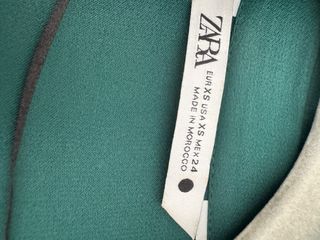 ZARA
EUR XS USA XS MEX 24
MADE IN MOROCCO